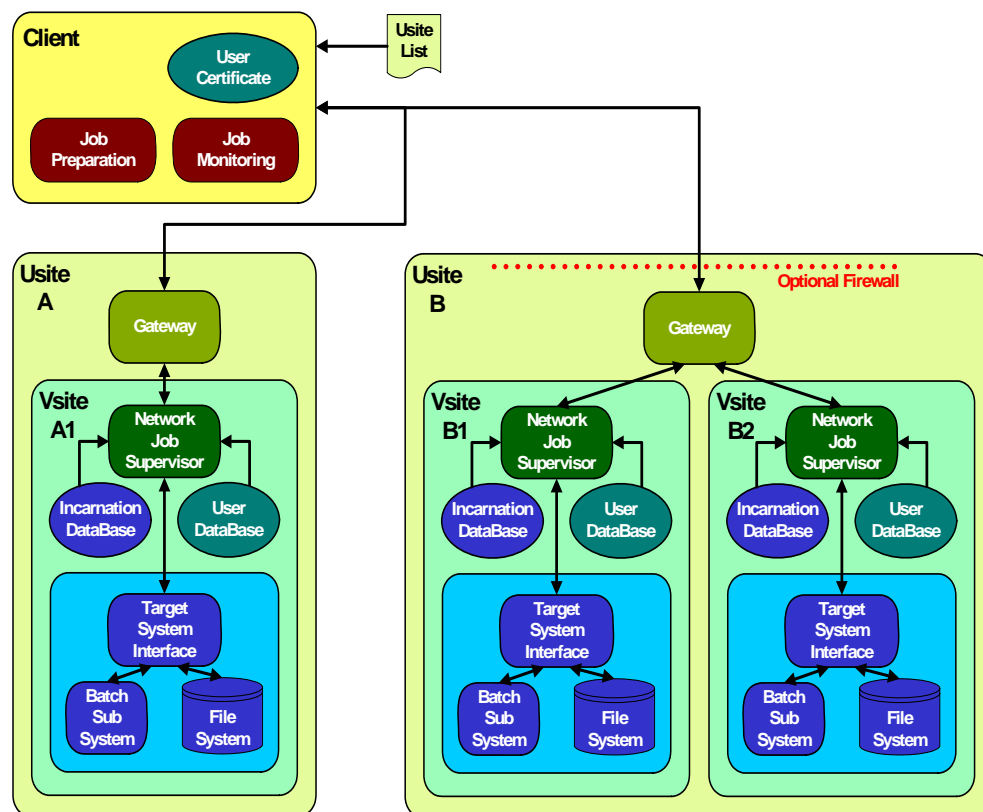 Client
User
Certificate
Job
Preparation
Job
Monitoring
Usite
List
Usite
A
Gateway
Vsite
A1
Network
Job
Supervisor
Incarnation
DataBase
User
DataBase
Target
System
Interface
Batch
Sub
System
File
System
Usite
B
Optional Firewall
Gateway
Vsite
B1
Network
Job
Supervisor
Incarnation
DataBase
User
DataBase
Target
System
Interface
Batch
Sub
System
File
System
Vsite
B2
Network
Job
Supervisor
Incarnation
DataBase
User
DataBase
Target
System
Interface
Batch
Sub
System
File
System